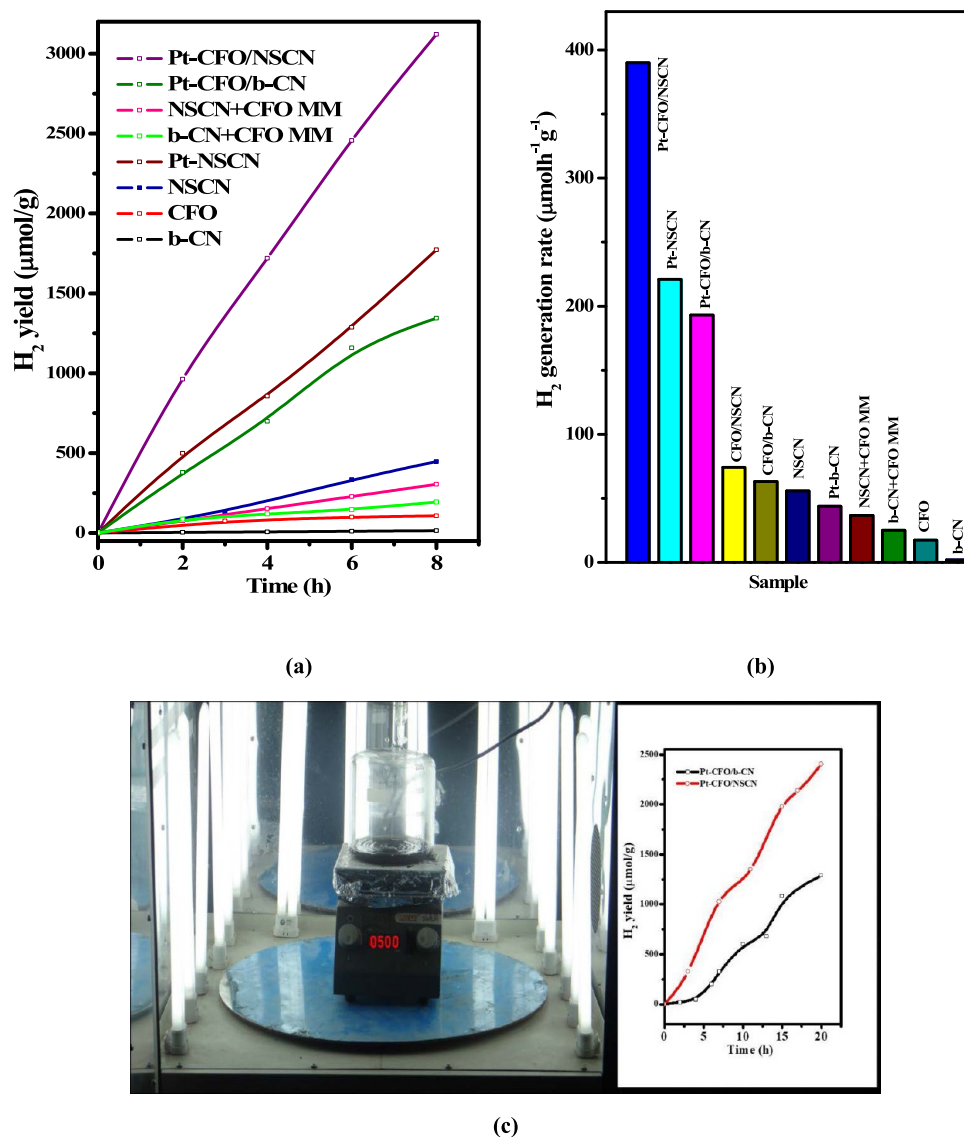 3000
2500
2000
1500
1000
500
0
H₂ yield (μmol/g)
Pt-CFO/NSCN
Pt-CFO/b-CN
NSCN+CFO MM
b-CN+CFO MM
Pt-NSCN
NSCN
CFO
b-CN
0 2 4 6 8
Time (h)
(a)
400
300
200
100
0
H₂ generation rate (μmolh⁻¹g⁻¹)
Pt-CFO/NSCN
Pt-NSCN
Pt-CFO/b-CN
CFO/NSCN
CFO/b-CN
NSCN
Pt-b-CN
NSCN+CFO MM
b-CN+CFO MM
CFO
b-CN
Sample
(b)
0500
2500
2000
1500
1000
500
0
H₂ yield (μmol/g)
Pt-CFO/b-CN
Pt-CFO/NSCN
0 5 10 15 20
Time (h)
(c)